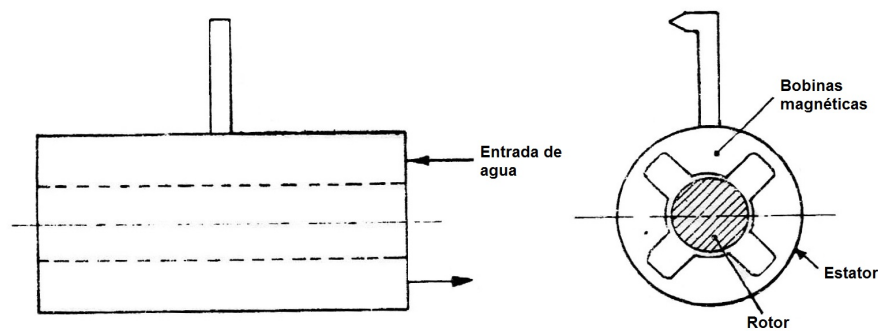 Entrada de
agua
Bobinas
magnéticas
Estator
Rotor